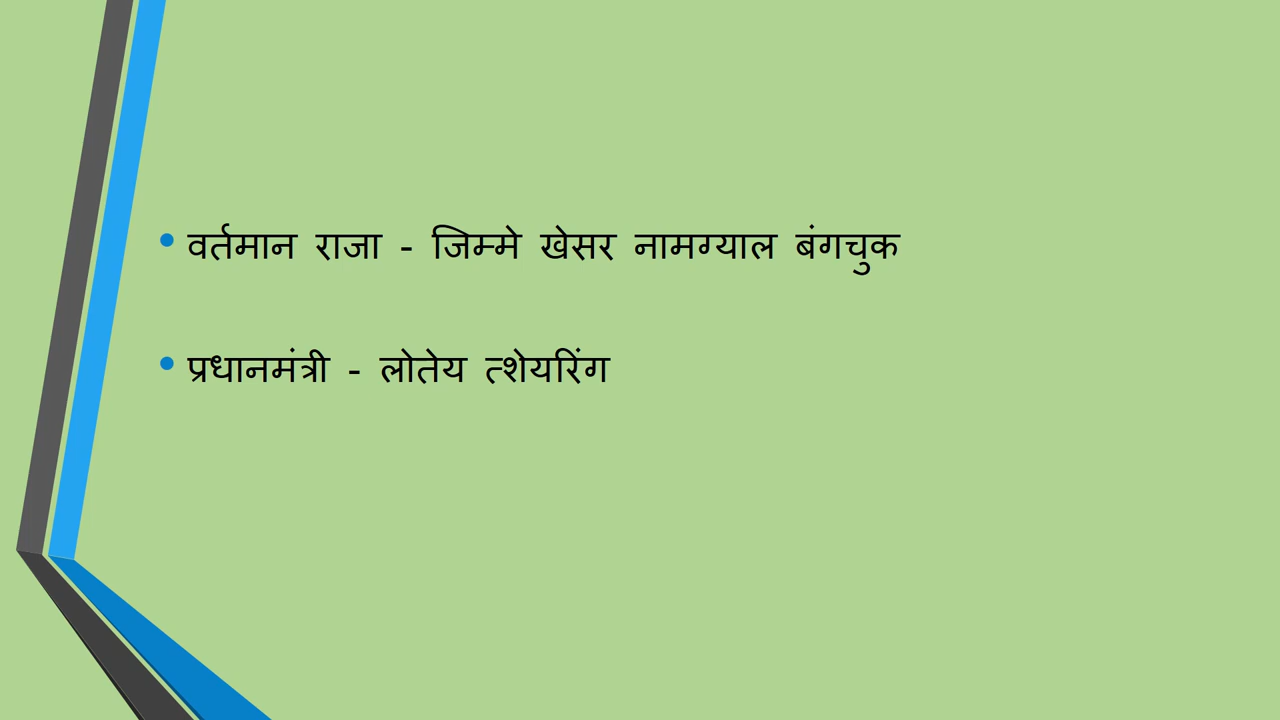 वर्तमान राजा - जिम्मे खेसर नामग्याल बंगचुक
प्रधानमंत्री - लोतेय त्शेयरिंग